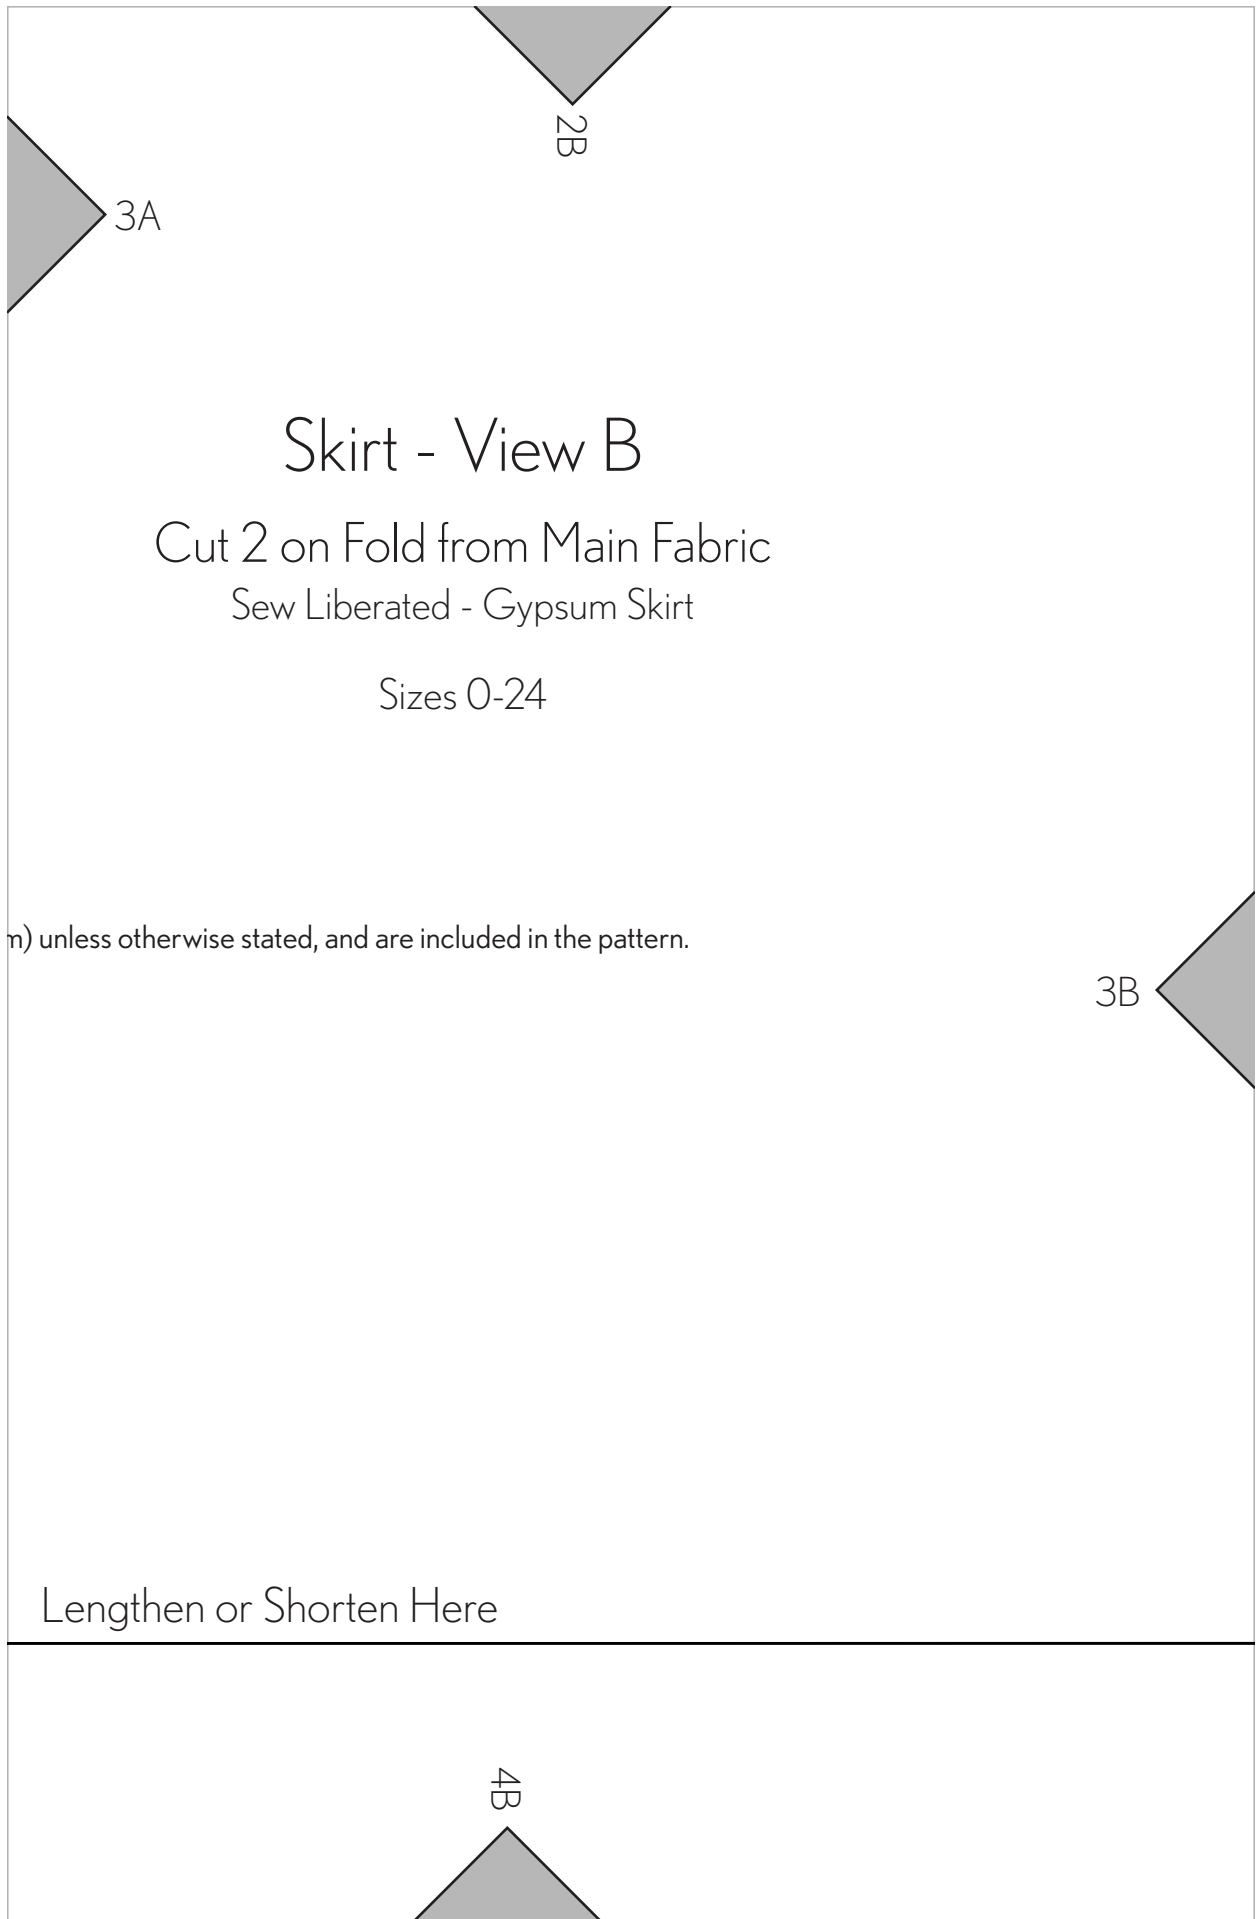 2B
3A
Skirt - View B
Cut 2 on Fold from Main Fabric
Sew Liberated - Gypsum Skirt
Sizes 0-24
m) unless otherwise stated, and are included in the pattern.
3B
Lengthen or Shorten Here
4B